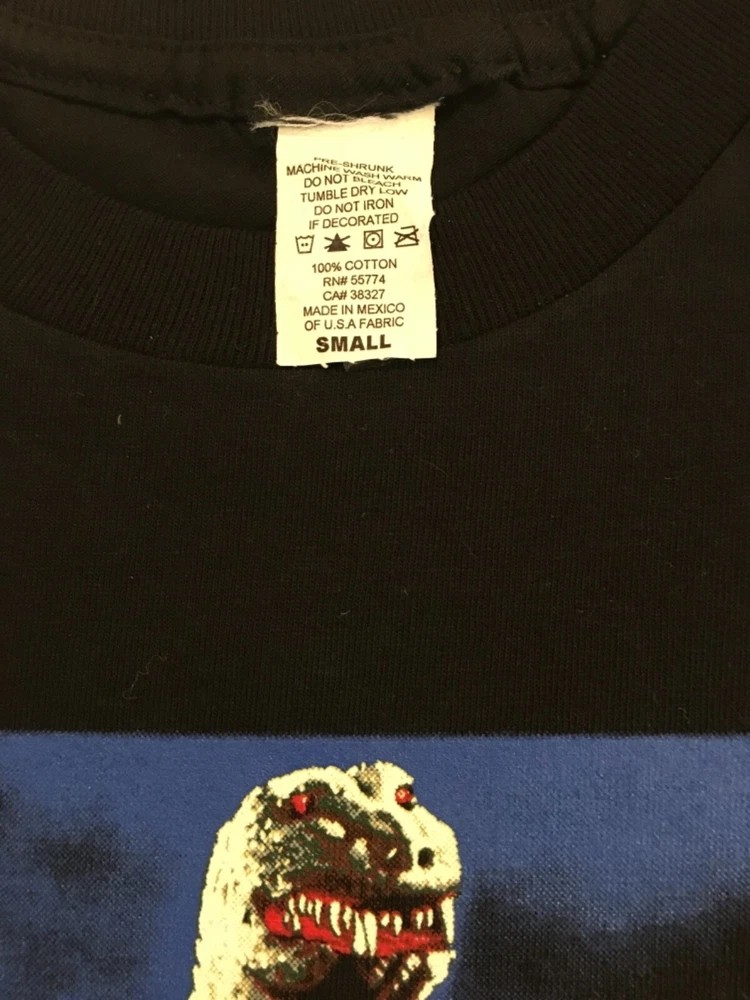 PRE-SHRUNK
MACHINE WASH WARM
DO NOT BLEACH
TUMBLE DRY LOW
DO NOT IRON
IF DECORATED
100% COTTON
RN# 55774
CA# 38327
MADE IN MEXICO
OF U.S.A FABRIC
SMALL